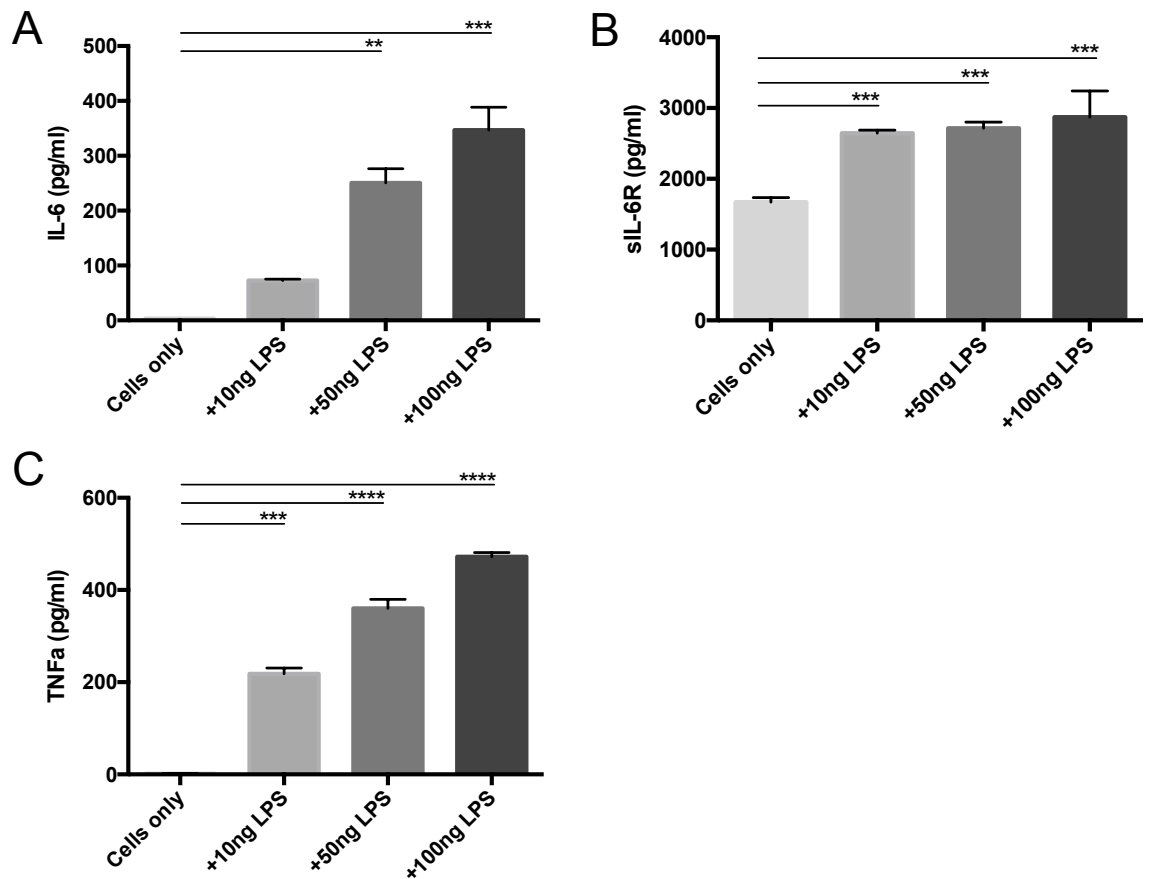 A
IL-6 (pg/ml)
500
400
300
200
100
0
***
**
Cells only
+10ng LPS
+50ng LPS
+100ng LPS
B
sIL-6R (pg/ml)
4000
3000
2000
1000
0
***
***
***
Cells only
+10ng LPS
+50ng LPS
+100ng LPS
C
TNFa (pg/ml)
600
400
200
0
****
****
***
Cells only
+10ng LPS
+50ng LPS
+100ng LPS